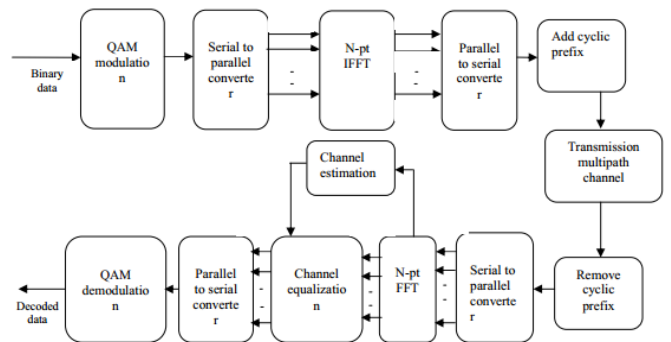 Binary
data
QAM
modulatio
n
Serial to
parallel
converte
r
N-pt
IFFT
Parallel
to serial
converte
r
Add cyclic
prefix
Transmission
multipath
channel
Remove
cyclic
prefix
Serial to
parallel
converte
r
N-pt
FFT
Channel
estimation
Channel
equalizatio
n
Parallel
to serial
converte
r
QAM
demodulatio
n
Decoded
data